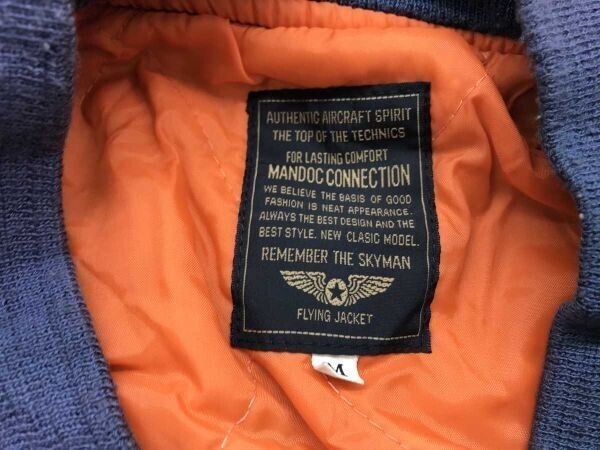 AUTHENTIC AIRCRAFT SPIRIT
THE TOP OF THE TECHNICS
FOR LASTING COMFORT
MANDOC CONNECTION
WE BELIEVE THE BASIS OF GOOD
FASHION IS NEAT APPEARANCE.
ALWAYS THE BEST DESIGN AND THE
BEST STYLE. NEW CLASIC MODEL.
REMEMBER THE SKYMAN
FLYING JACKET
M